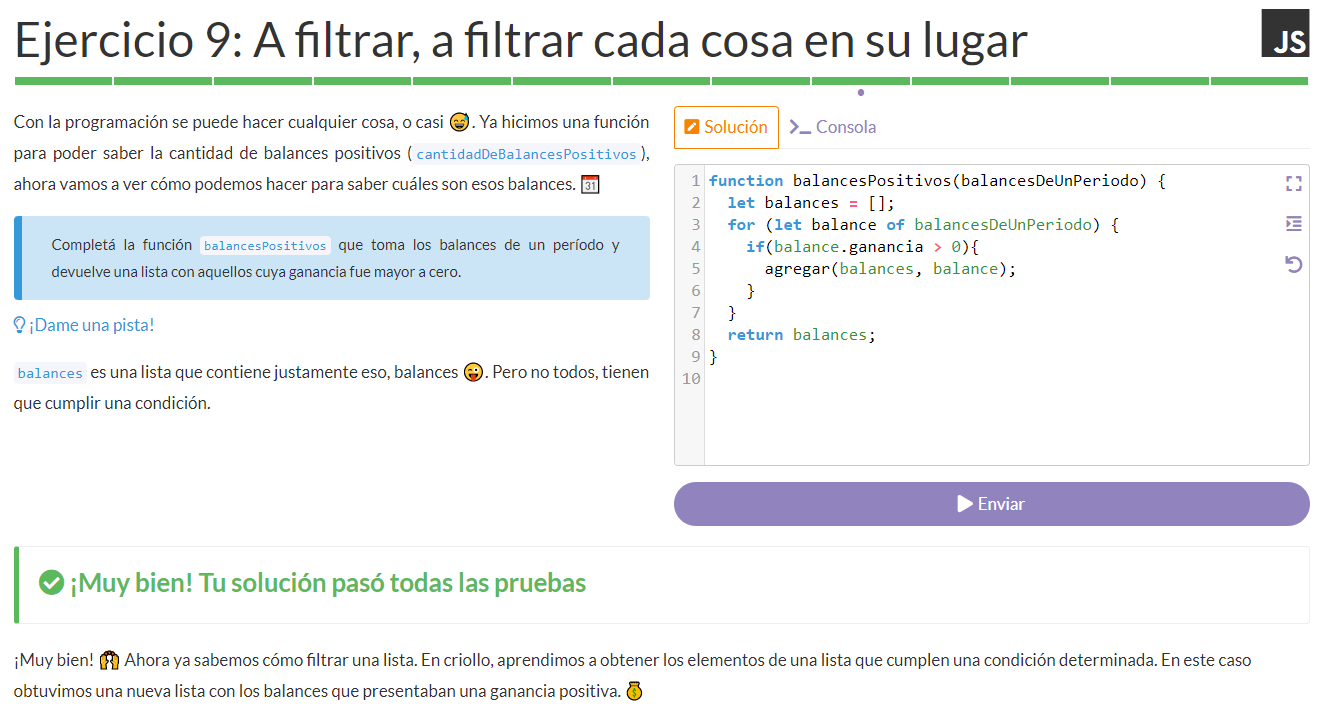 Ejercicio 9: A filtrar, a filtrar cada cosa en su lugar
JS
Con la programación se puede hacer cualquier cosa, o casi 😅. Ya hicimos una función
para poder saber la cantidad de balances positivos ( cantidadDeBalancesPositivos ),
ahora vamos a ver cómo podemos hacer para saber cuáles son esos balances. 📅
Completá la función balancesPositivos que toma los balances de un período y
devuelve una lista con aquellos cuya ganancia fue mayor a cero.
¡Dame una pista!
balances es una lista que contiene justamente eso, balances 😜. Pero no todos, tienen
que cumplir una condición.
Solución
Consola
1 function balancesPositivos(balancesDeUnPeriodo) {
2   let balances = [];
3   for (let balance of balancesDeUnPeriodo) {
4     if(balance.ganancia > 0){
5       agregar(balances, balance);
6     }
7   }
8   return balances;
9 }
10
Enviar
¡Muy bien! Tu solución pasó todas las pruebas
¡Muy bien! 🙌 Ahora ya sabemos cómo filtrar una lista. En criollo, aprendimos a obtener los elementos de una lista que cumplen una condición determinada. En este caso
obtuvimos una nueva lista con los balances que presentaban una ganancia positiva. 💰